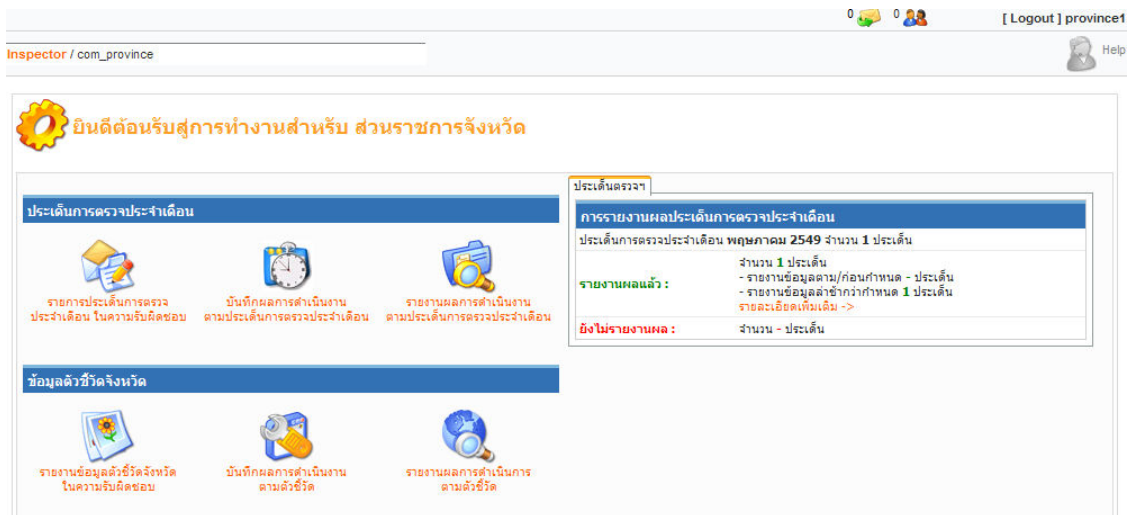 0 0 [ Logout ] province1
Inspector / com_province
Help
ยินดีต้อนรับสู่การทำงานสำหรับ ส่วนราชการจังหวัด
ประเด็นการตรวจประจำเดือน
รายการประเด็นการตรวจ
ประจำเดือน ในความรับผิดชอบ
บันทึกผลการดำเนินงาน
ตามประเด็นการตรวจประจำเดือน
รายงานผลการดำเนินงาน
ตามประเด็นการตรวจประจำเดือน
ข้อมูลตัวชี้วัดจังหวัด
รายงานข้อมูลตัวชี้วัดจังหวัด
ในความรับผิดชอบ
บันทึกผลการดำเนินงาน
ตามตัวชี้วัด
รายงานผลการดำเนินการ
ตามตัวชี้วัด
ประเด็นตรวจฯ
การรายงานผลประเด็นการตรวจประจำเดือน
ประเด็นการตรวจประจำเดือน พฤษภาคม 2549 จำนวน 1 ประเด็น
รายงานผลแล้ว :
จำนวน 1 ประเด็น
- รายงานข้อมูลตาม/ก่อนกำหนด - ประเด็น
- รายงานข้อมูลล่าช้ากว่ากำหนด 1 ประเด็น
รายละเอียดเพิ่มเติม ->
ยังไม่รายงานผล : จำนวน - ประเด็น